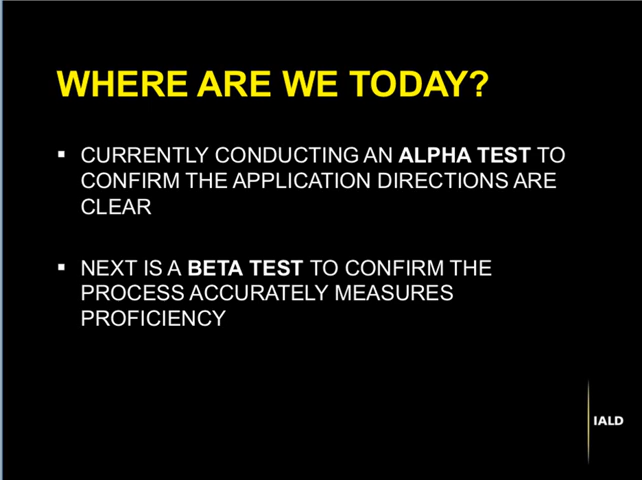 WHERE ARE WE TODAY?
▪ CURRENTLY CONDUCTING AN ALPHA TEST TO
CONFIRM THE APPLICATION DIRECTIONS ARE
CLEAR
▪ NEXT IS A BETA TEST TO CONFIRM THE
PROCESS ACCURATELY MEASURES
PROFICIENCY
IALD